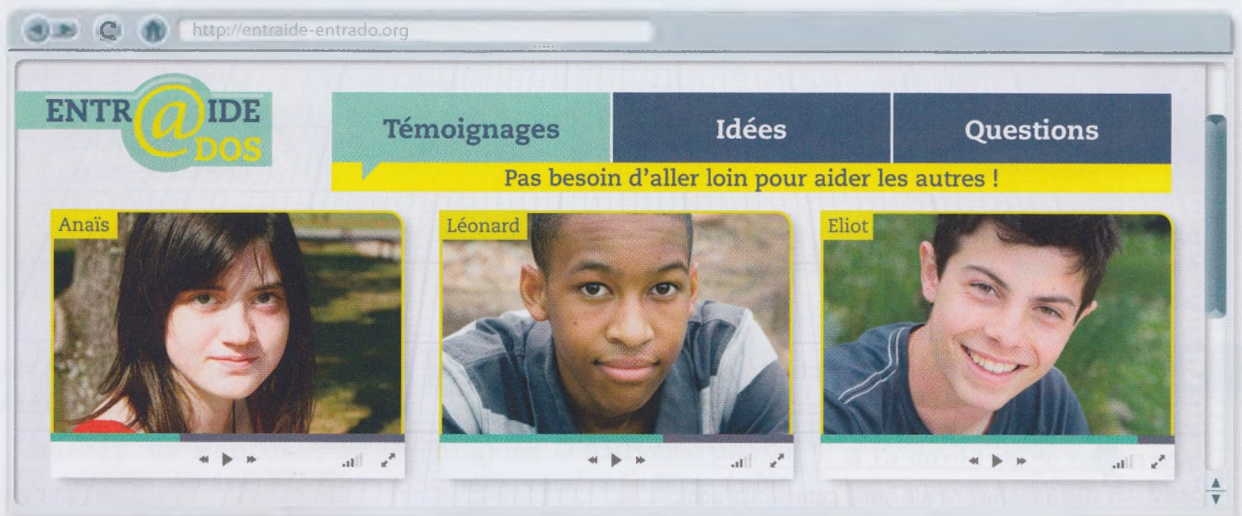 http://entraide-entrado.org
ENTR@IDE
DOS
Témoignages
Idées
Questions
Pas besoin d'aller loin pour aider les autres !
Anaïs
Léonard
Eliot